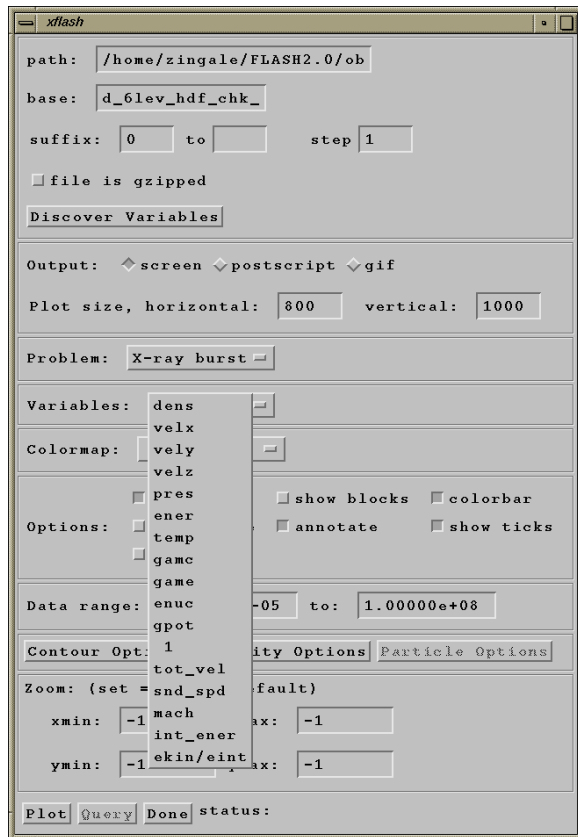 xflash
path: /home/zingale/FLASH2.0/ob
base: d_6lev_hdf_chk_
suffix: 0 to step 1
file is gzipped
Discover Variables
Output: screen postscript gif
Plot size, horizontal: 800 vertical: 1000
Problem: X-ray burst
Variables: dens
velx
Colormap: vely
velz
pres show blocks colorbar
ener
Options: annotate show ticks
temp
gamc
game
Data range: enuc -05 to: 1.00000e+08
gpot
1
Contour Opt ity Options Particle Options
tot_vel
Zoom: (set = snd_spd fault)
xmin: -1 mach ax: -1
int_ener
ymin: -1 ekin/eint ax: -1
Plot Query Done status: